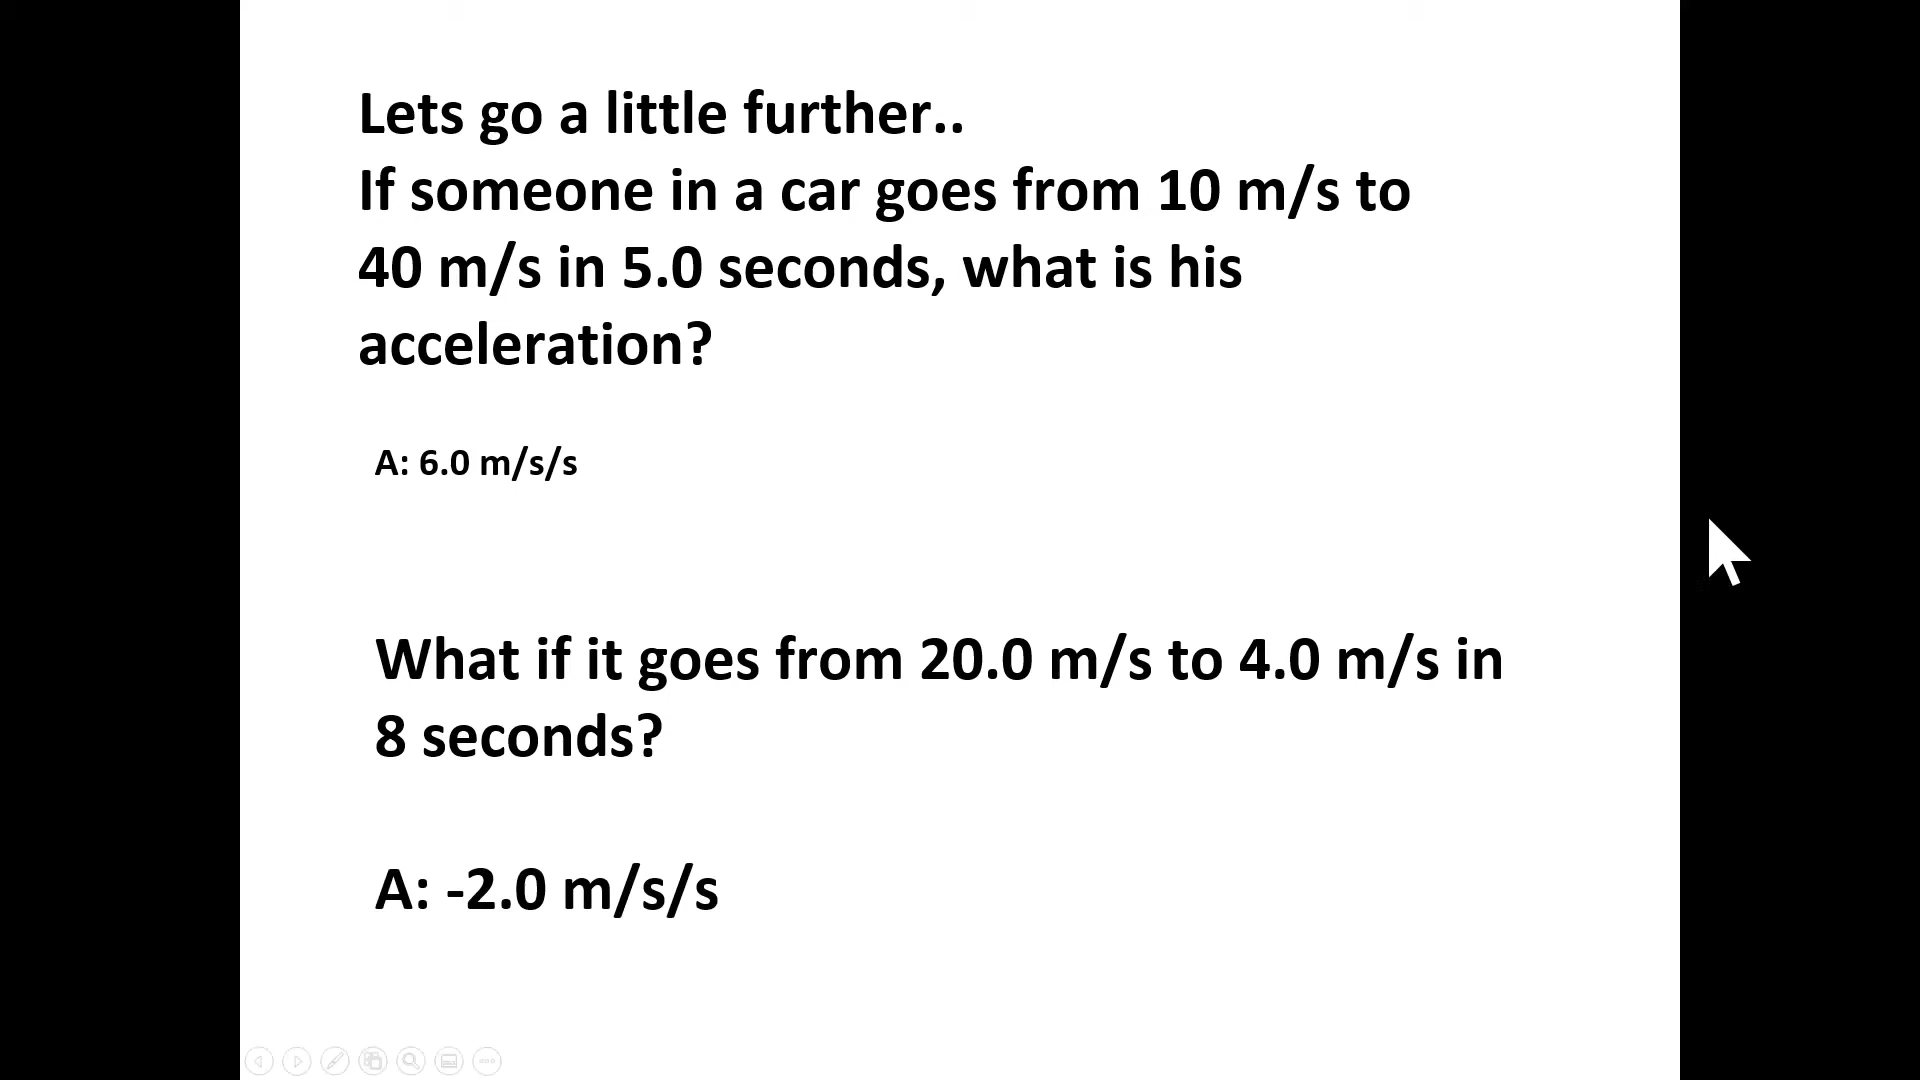 Lets go a little further..
If someone in a car goes from 10 m/s to
40 m/s in 5.0 seconds, what is his
acceleration?
A: 6.0 m/s/s
What if it goes from 20.0 m/s to 4.0 m/s in
8 seconds?
A: -2.0 m/s/s